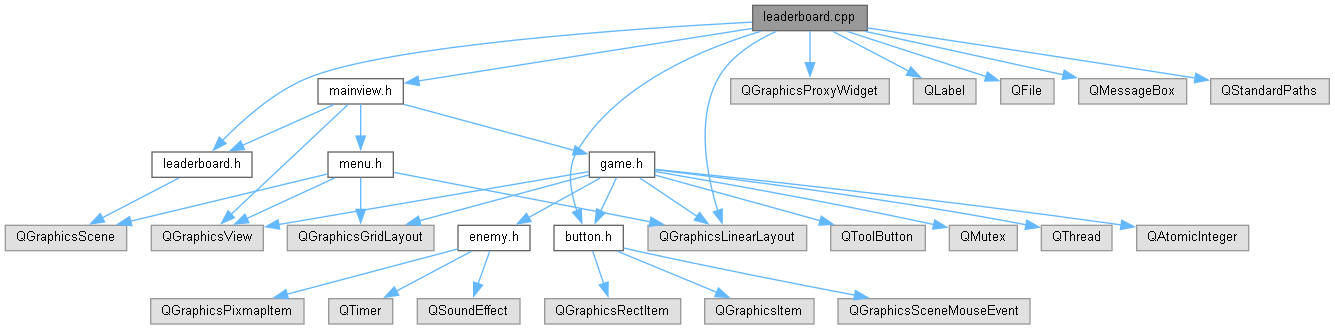 leaderboard.cpp
QGraphicsProxyWidget
QLabel
QFile
QMessageBox
QStandardPaths
mainview.h
leaderboard.h
menu.h
game.h
QGraphicsScene
QGraphicsView
QGraphicsGridLayout
enemy.h
button.h
QGraphicsLinearLayout
QToolButton
QMutex
QThread
QAtomicInteger
QGraphicsPixmapItem
QTimer
QSoundEffect
QGraphicsRectItem
QGraphicsItem
QGraphicsSceneMouseEvent